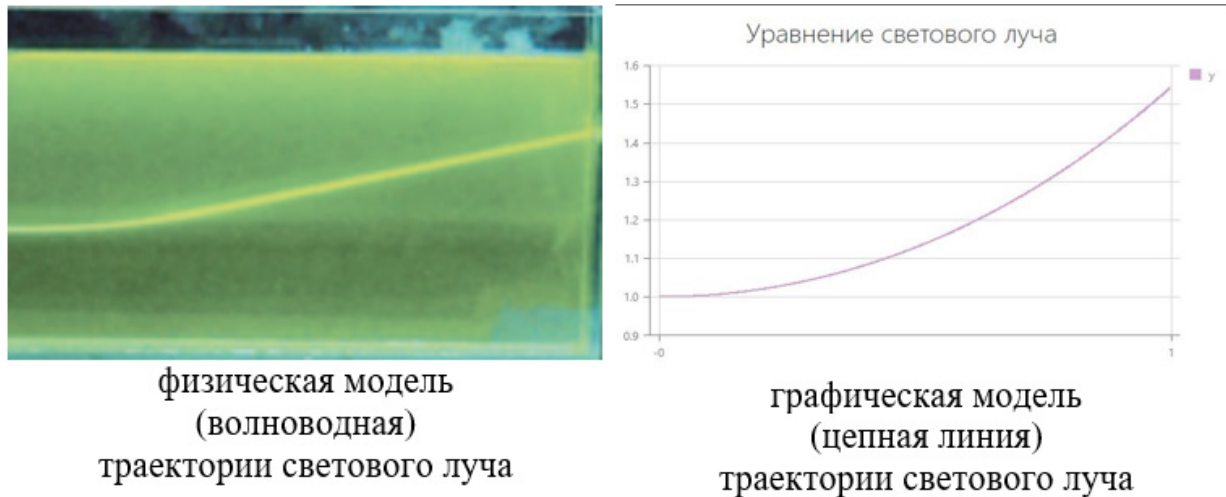 Уравнение светового луча
1.6
1.5
1.4
1.3
1.2
1.1
1.0
0.9
-0
1
y
физическая модель
(волноводная)
траектории светового луча
графическая модель
(цепная линия)
траектории светового луча